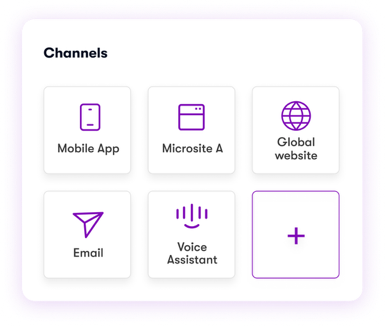 Channels
Mobile App
Microsite A
Global
website
Email
Voice
Assistant
+